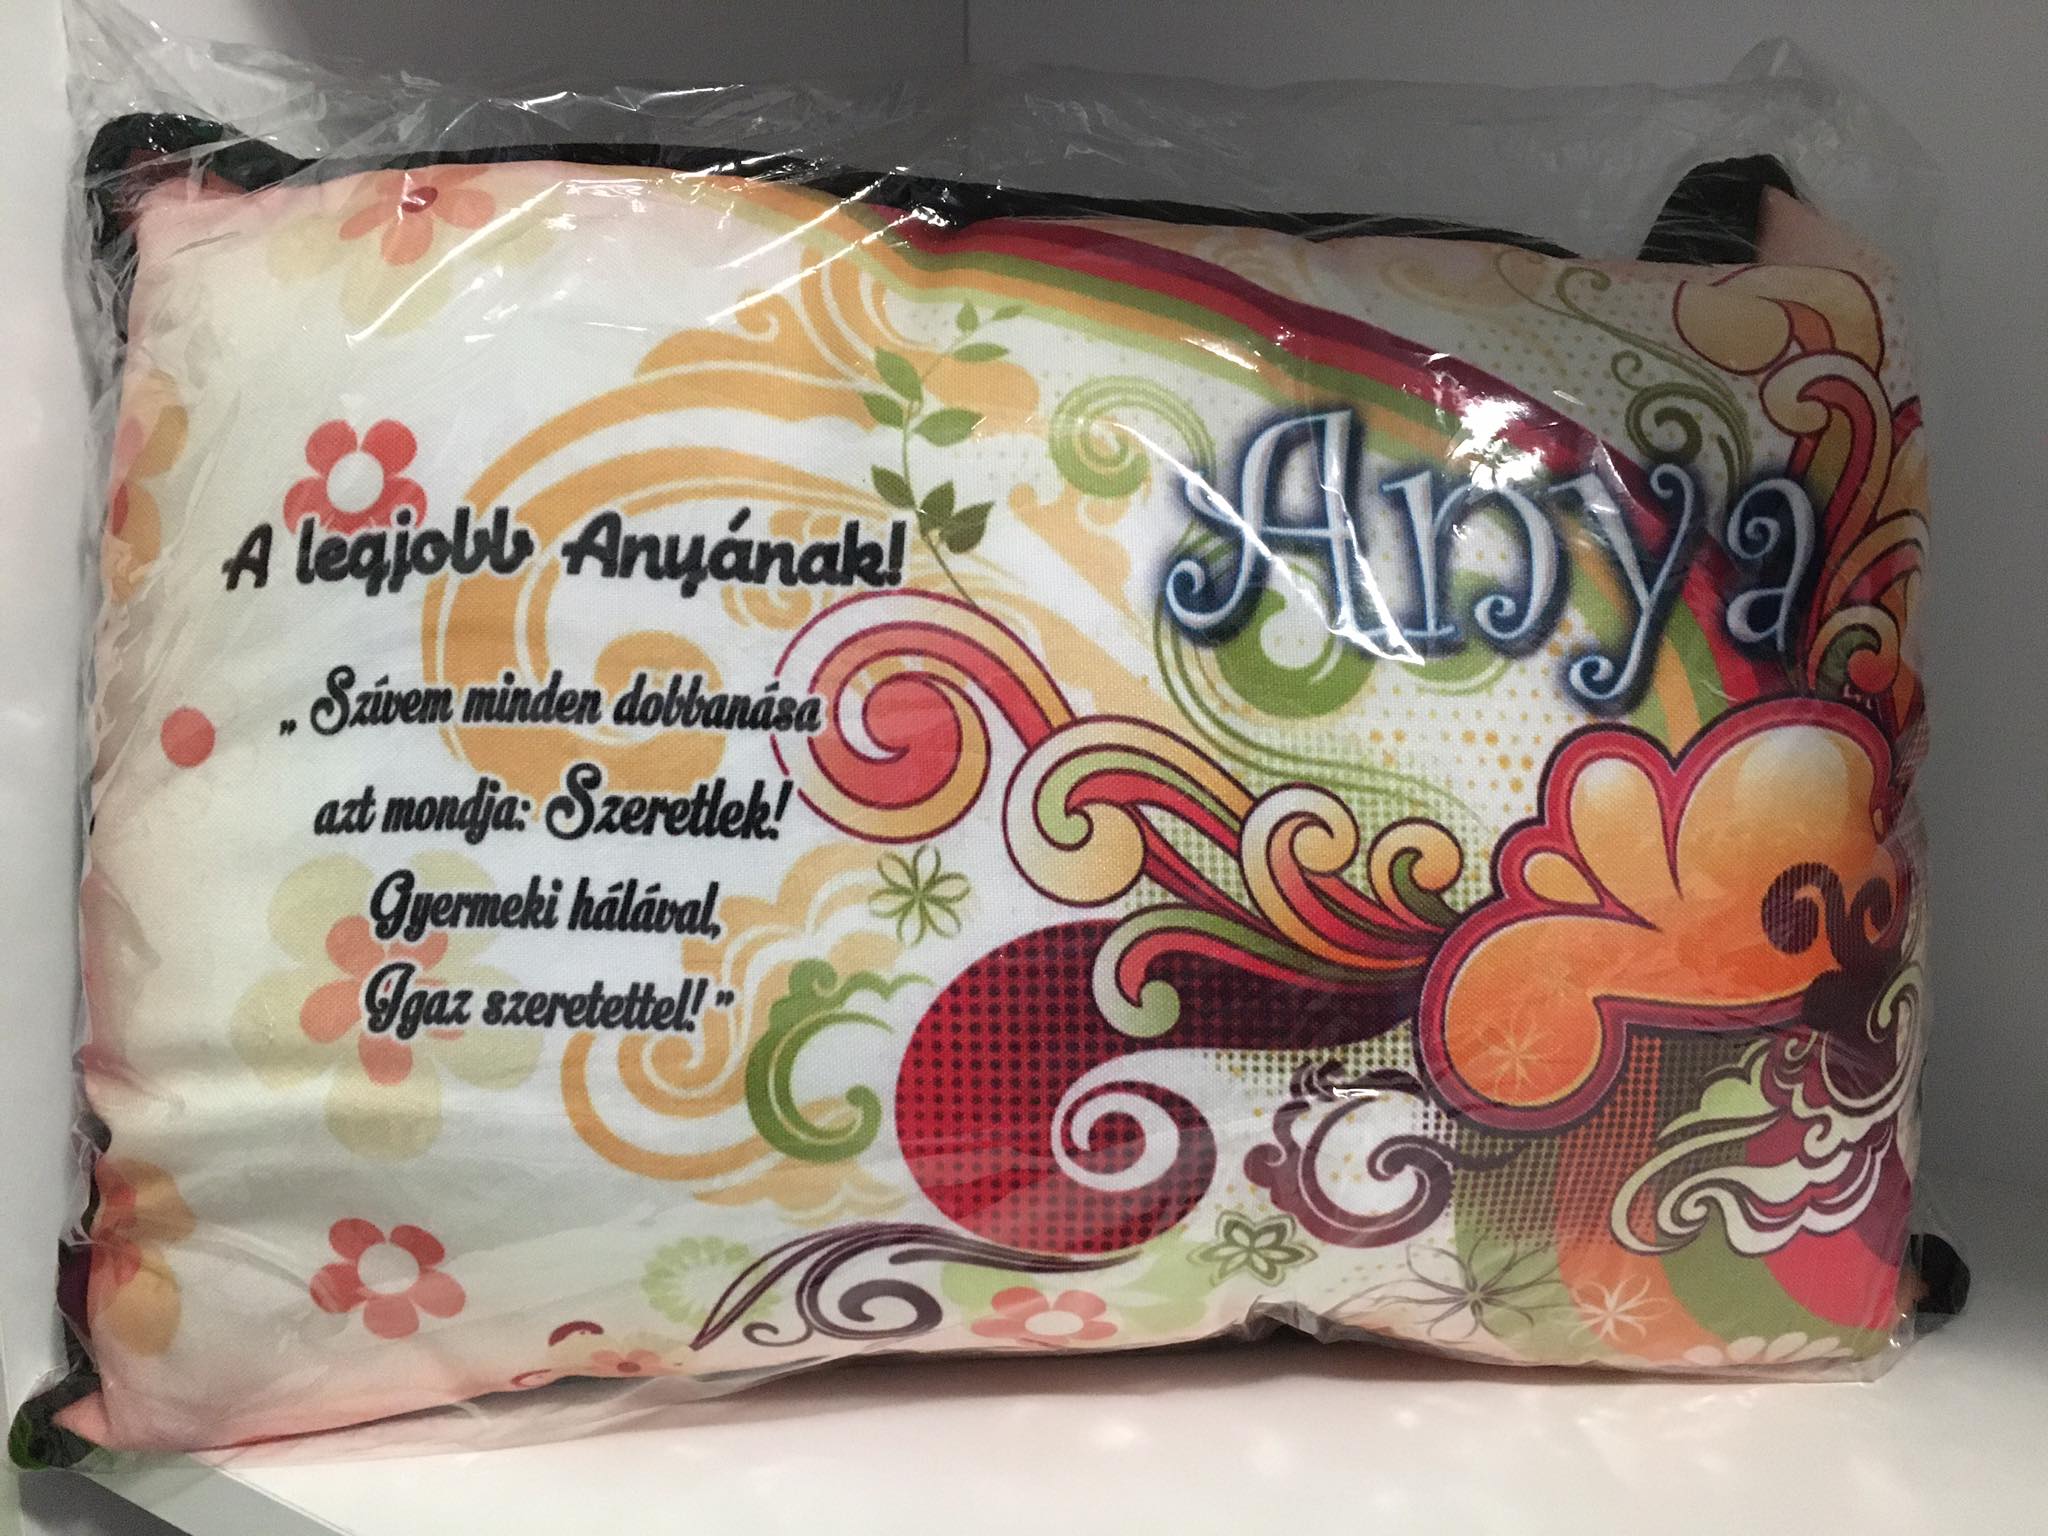 A legjobb Anyának!
„ Szívem minden dobbanása
azt mondja: Szeretlek!
Gyermeki hálával,
Igaz szeretettel! ”
Anya